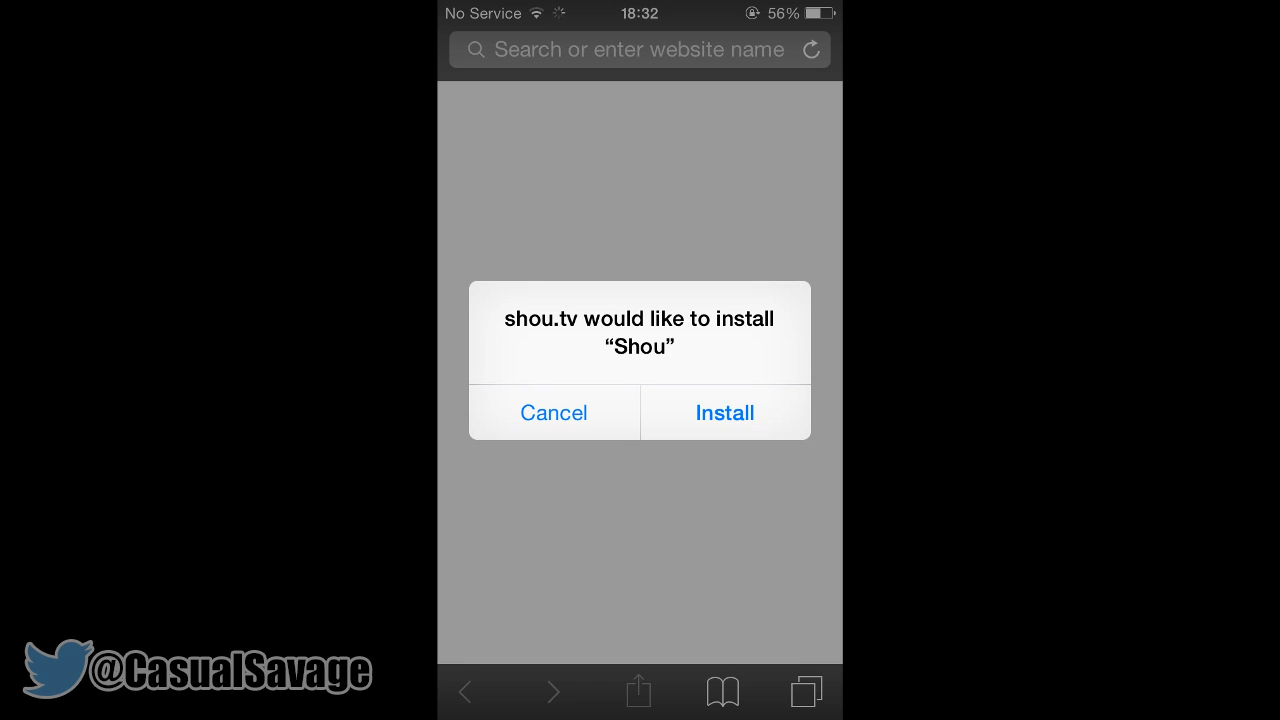 No Service 18:32 56%
Search or enter website name
shou.tv would like to install
“Shou”
Cancel Install
@CasualSavage